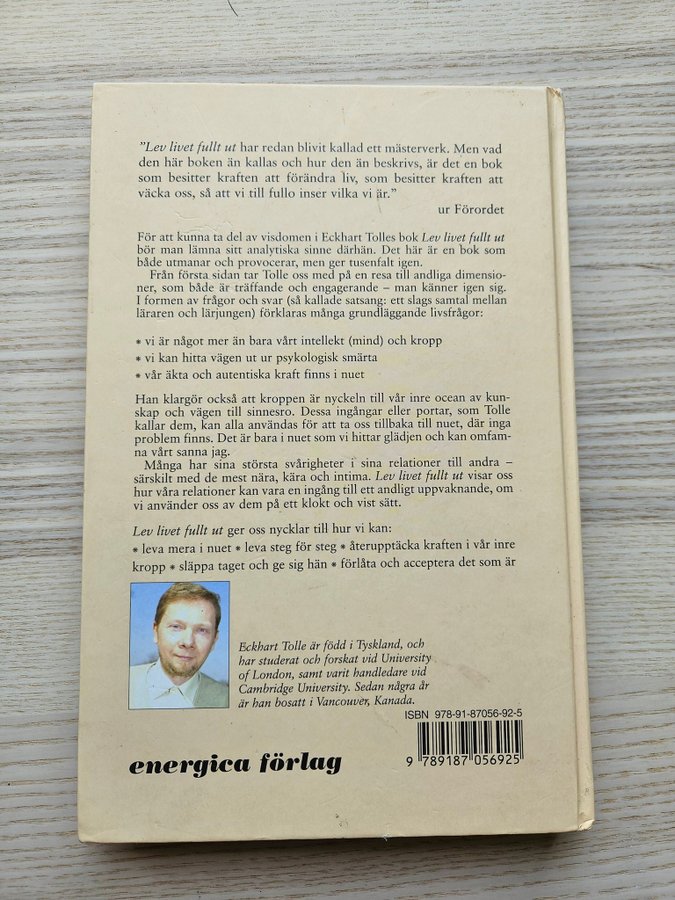 ”Lev livet fullt ut har redan blivit kallad ett mästerverk. Men vad
den här boken än kallas och hur den än beskrivs, är det en bok
som besitter kraften att förändra liv, som besitter kraften att
väcka oss, så att vi till fullo inser vilka vi är.”
ur Förordet
För att kunna ta del av visdomen i Eckhart Tolles bok Lev livet fullt ut
bör man lämna sitt analytiska sinne därhän. Det här är en bok som
både utmanar och provocerar, men ger tusenfalt igen.
Från första sidan tar Tolle oss med på en resa till andliga dimensio-
ner, som både är träffande och engagerande – man känner igen sig.
I formen av frågor och svar (så kallade satsang: ett slags samtal mellan
läraren och lärjungen) förklaras många grundläggande livsfrågor:
* vi är något mer än bara vårt intellekt (mind) och kropp
* vi kan hitta vägen ut ur psykologisk smärta
* vår äkta och autentiska kraft finns i nuet
Han klargör också att kroppen är nyckeln till vår inre ocean av kun-
skap och vägen till sinnesro. Dessa ingångar eller portar, som Tolle
kallar dem, kan alla användas för att ta oss tillbaka till nuet, där inga
problem finns. Det är bara i nuet som vi hittar glädjen och kan omfam-
na vårt sanna jag.
Många har sina största svårigheter i sina relationer till andra –
särskilt med de mest nära, kära och intima. Lev livet fullt ut visar oss
hur våra relationer kan vara en ingång till ett andligt uppvaknande, om
vi använder oss av dem på ett klokt och vist sätt.
Lev livet fullt ut ger oss nycklar till hur vi kan:
* leva mera i nuet * leva steg för steg * återupptäcka kraften i vår inre
kropp * släppa taget och ge sig hän * förlåta och acceptera det som är
Eckhart Tolle är född i Tyskland, och
har studerat och forskat vid University
of London, samt varit handledare vid
Cambridge University. Sedan några år
är han bosatt i Vancouver, Kanada.
ISBN 978-91-87056-92-5
9 789187 056925
energica förlag